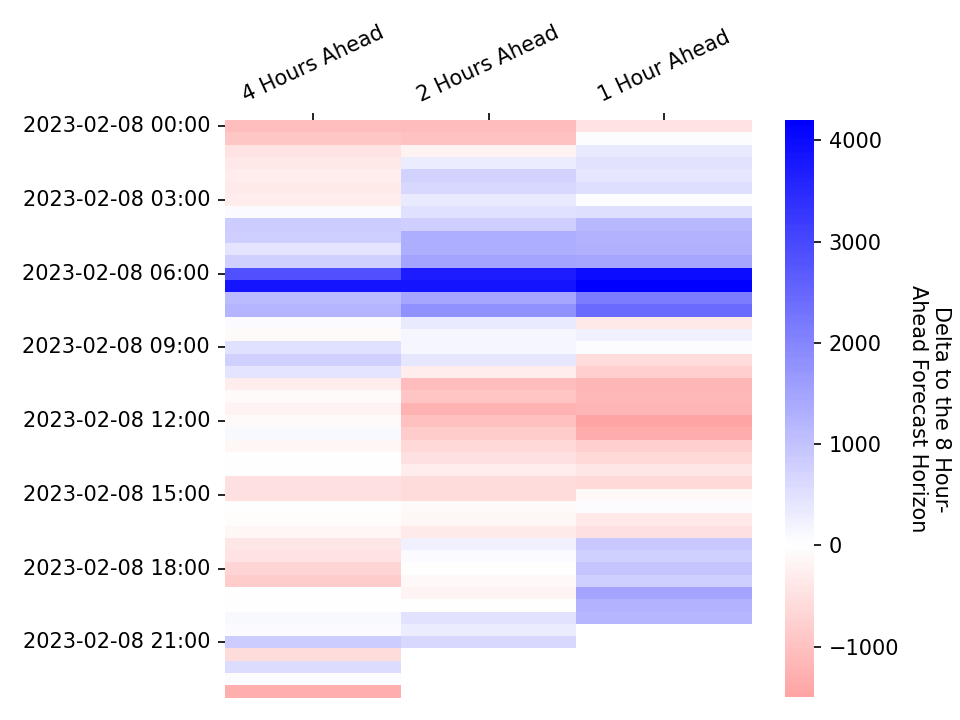 4 Hours Ahead
2 Hours Ahead
1 Hour Ahead
2023-02-08 00:00
2023-02-08 03:00
2023-02-08 06:00
2023-02-08 09:00
2023-02-08 12:00
2023-02-08 15:00
2023-02-08 18:00
2023-02-08 21:00
4000
3000
2000
1000
0
−1000
Delta to the 8 Hour-
Ahead Forecast Horizon